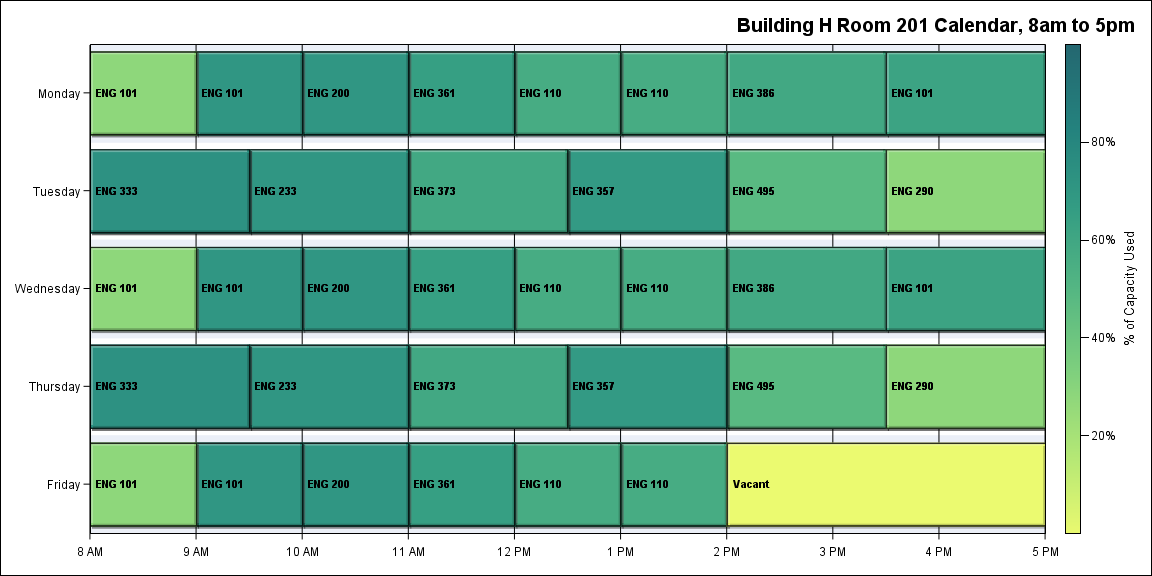 Building H Room 201 Calendar, 8am to 5pm
Monday
ENG 101
ENG 101
ENG 200
ENG 361
ENG 110
ENG 110
ENG 386
ENG 101
Tuesday
ENG 333
ENG 233
ENG 373
ENG 357
ENG 495
ENG 290
Wednesday
ENG 101
ENG 101
ENG 200
ENG 361
ENG 110
ENG 110
ENG 386
ENG 101
Thursday
ENG 333
ENG 233
ENG 373
ENG 357
ENG 495
ENG 290
Friday
ENG 101
ENG 101
ENG 200
ENG 361
ENG 110
ENG 110
Vacant
8 AM
9 AM
10 AM
11 AM
12 PM
1 PM
2 PM
3 PM
4 PM
5 PM
80%
60%
40%
20%
% of Capacity Used